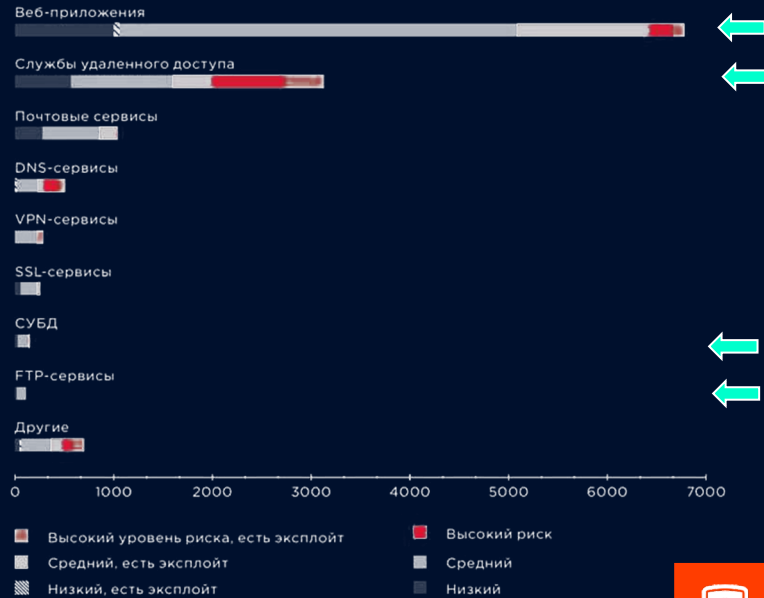 Веб-приложения
Службы удаленного доступа
Почтовые сервисы
DNS-сервисы
VPN-сервисы
SSL-сервисы
СУБД
FTP-сервисы
Другие
0 1000 2000 3000 4000 5000 6000 7000
Высокий уровень риска, есть эксплойт Высокий риск
Средний, есть эксплойт Средний
Низкий, есть эксплойт Низкий